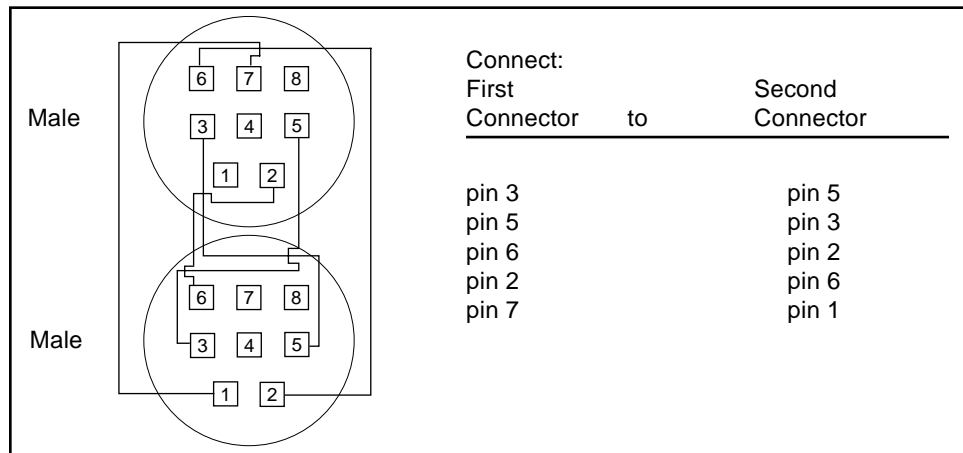 Male
6 7 8
3 4 5
1 2
Male
6 7 8
3 4 5
1 2
Connect:
First Second
Connector to Connector
pin 3 pin 5
pin 5 pin 3
pin 6 pin 2
pin 2 pin 6
pin 7 pin 1